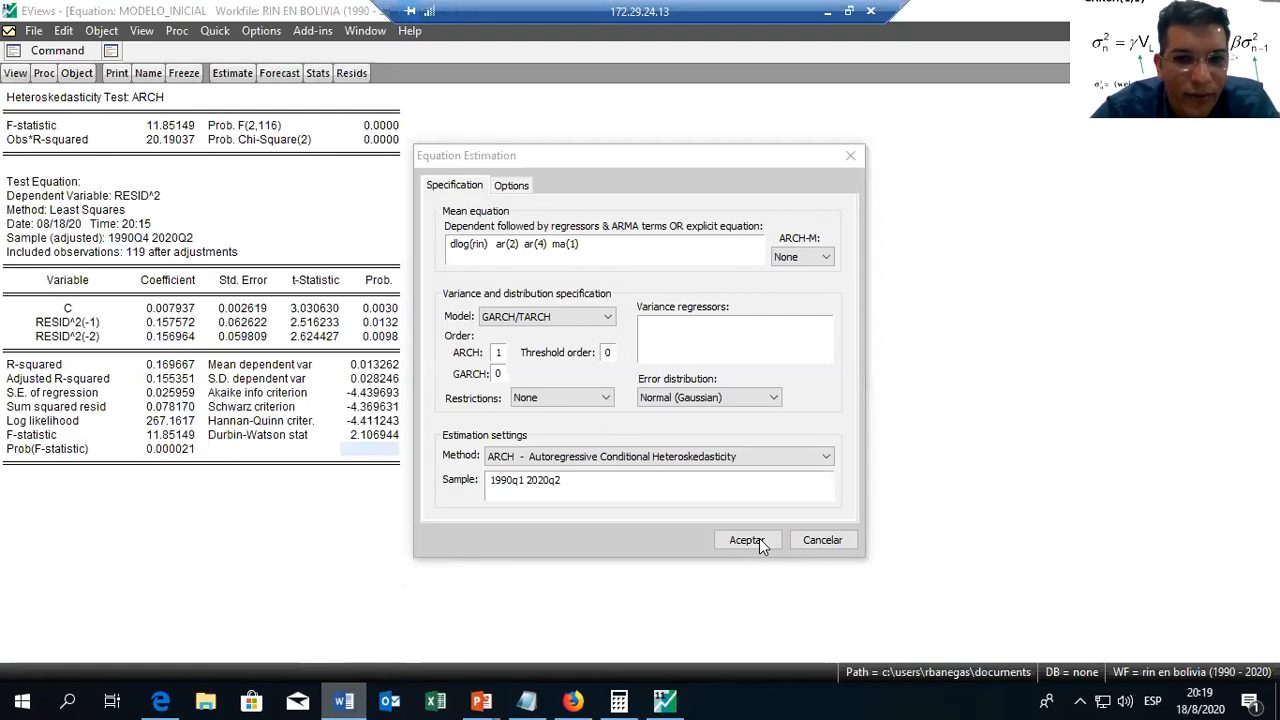 EViews - [Equation: MODELO_INICIAL Workfile: RIN EN BOLIVIA (1990 -
172.29.24.13
File Edit Object View Proc Quick Options Add-ins Window Help
Command
View Proc Object Print Name Freeze Estimate Forecast Stats Resids
Heteroskedasticity Test: ARCH
F-statistic 11.85149 Prob. F(2,116) 0.0000
Obs*R-squared 20.19037 Prob. Chi-Square(2) 0.0000
Test Equation:
Dependent Variable: RESID^2
Method: Least Squares
Date: 08/18/20 Time: 20:15
Sample (adjusted): 1990Q4 2020Q2
Included observations: 119 after adjustments
Variable Coefficient Std. Error t-Statistic Prob.
C 0.007937 0.002619 3.030630 0.0030
RESID^2(-1) 0.157572 0.062622 2.516233 0.0132
RESID^2(-2) 0.156964 0.059809 2.624427 0.0098
R-squared 0.169667 Mean dependent var 0.013262
Adjusted R-squared 0.155351 S.D. dependent var 0.028246
S.E. of regression 0.025959 Akaike info criterion -4.439693
Sum squared resid 0.078170 Schwarz criterion -4.369631
Log likelihood 267.1617 Hannan-Quinn criter. -4.411243
F-statistic 11.85149 Durbin-Watson stat 2.106944
Prob(F-statistic) 0.000021
Equation Estimation
Specification Options
Mean equation
Dependent followed by regressors & ARMA terms OR explicit equation:
dlog(rin) ar(2) ar(4) ma(1)
ARCH-M:
None
Variance and distribution specification
Model: GARCH/TARCH
Order:
ARCH: 1 Threshold order: 0
GARCH: 0
Restrictions: None
Variance regressors:
Error distribution:
Normal (Gaussian)
Estimation settings
Method: ARCH - Autoregressive Conditional Heteroskedasticity
Sample: 1990q1 2020q2
Aceptar Cancelar
σ²n = γVL βσ²n−1
Path = c:\users\rbanegas\documents DB = none WF = rin en bolivia (1990 - 2020)
ESP
20:19
18/8/2020
1